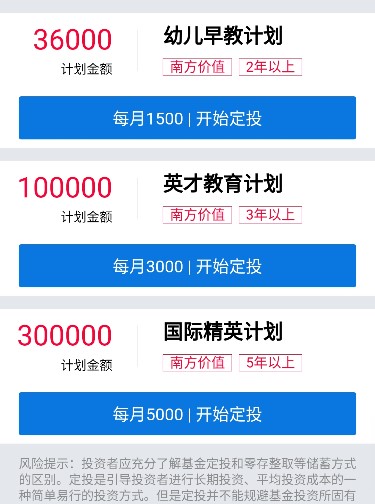 36000 幼儿早教计划
计划金额 南方价值 2年以上
每月1500 | 开始定投
100000 英才教育计划
计划金额 南方价值 3年以上
每月3000 | 开始定投
300000 国际精英计划
计划金额 南方价值 5年以上
每月5000 | 开始定投
风险提示：投资者应充分了解基金定投和零存整取等储蓄方式
的区别。定投是引导投资者进行长期投资、平均投资成本的一
种简单易行的投资方式。但是定投并不能规避基金投资所固有